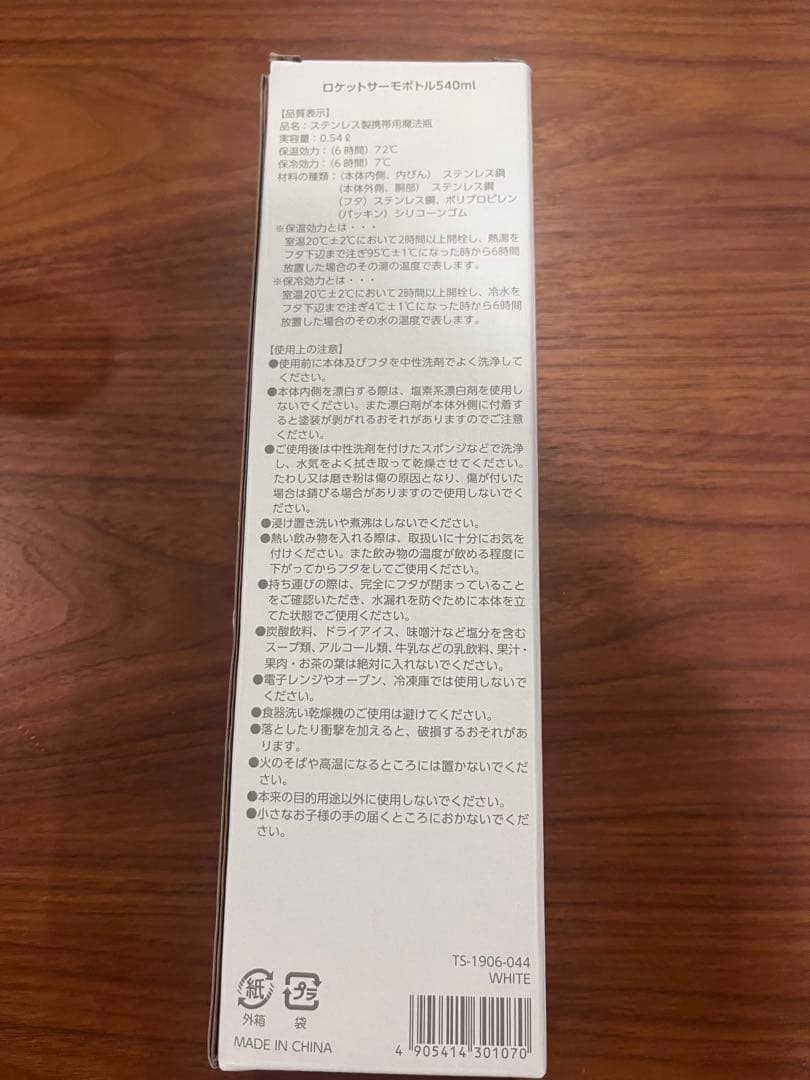 ロケットサーモボトル540ml
【品質表示】
品名:ステンレス製携帯用魔法瓶
実容量:0.54ℓ
保温効力:(6時間)72℃
保冷効力:(6時間)7℃
材料の種類:(本体内側、内びん) ステンレス鋼
(本体外側、胴部) ステンレス鋼
(フタ)ステンレス鋼、ポリプロピレン
(パッキン)シリコーンゴム
※保温効力とは・・・
室温20℃±2℃において2時間以上開栓し、熱湯を
フタ下辺まで注ぎ95℃±1℃になった時から6時間
放置した場合のその湯の温度で表します。
※保冷効力とは・・・
室温20℃±2℃において2時間以上開栓し、冷水を
フタ下辺まで注ぎ4℃±1℃になった時から6時間
放置した場合のその水の温度で表します。
【使用上の注意】
●使用前に本体及びフタを中性洗剤でよく洗浄して
ください。
●本体内側を漂白する際は、塩素系漂白剤を使用し
ないでください。また漂白剤が本体外側に付着す
ると塗装が剥がれるおそれがありますのでご注意
ください。
●ご使用後は中性洗剤を付けたスポンジなどで洗浄
し、水気をよく拭き取って乾燥させてください。
たわし又は磨き粉は傷の原因となり、傷が付いた
場合は錆びる場合がありますので使用しないでく
ださい。
●浸け置き洗いや煮沸はしないでください。
●熱い飲み物を入れる際は、取扱いに十分にお気を
付けください。また飲み物の温度が飲める程度に
下がってからフタをしてご使用ください。
●持ち運びの際は、完全にフタが閉まっていること
をご確認いただき、水漏れを防ぐために本体を立
てた状態でご使用ください。
●炭酸飲料、ドライアイス、味噌汁など塩分を含む
スープ類、アルコール類、牛乳などの乳飲料、果汁・
果肉・お茶の葉は絶対に入れないでください。
●電子レンジやオーブン、冷凍庫では使用しないで
ください。
●食器洗い乾燥機のご使用は避けてください。
●落としたり衝撃を加えると、破損するおそれがあ
ります。
●火のそばや高温になるところには置かないでくだ
さい。
●本来の目的用途以外に使用しないでください。
●小さなお子様の手の届くところにおかないでくだ
さい。
TS-1906-044
WHITE
紙 プラ
外箱 袋
MADE IN CHINA
4 905414 301070